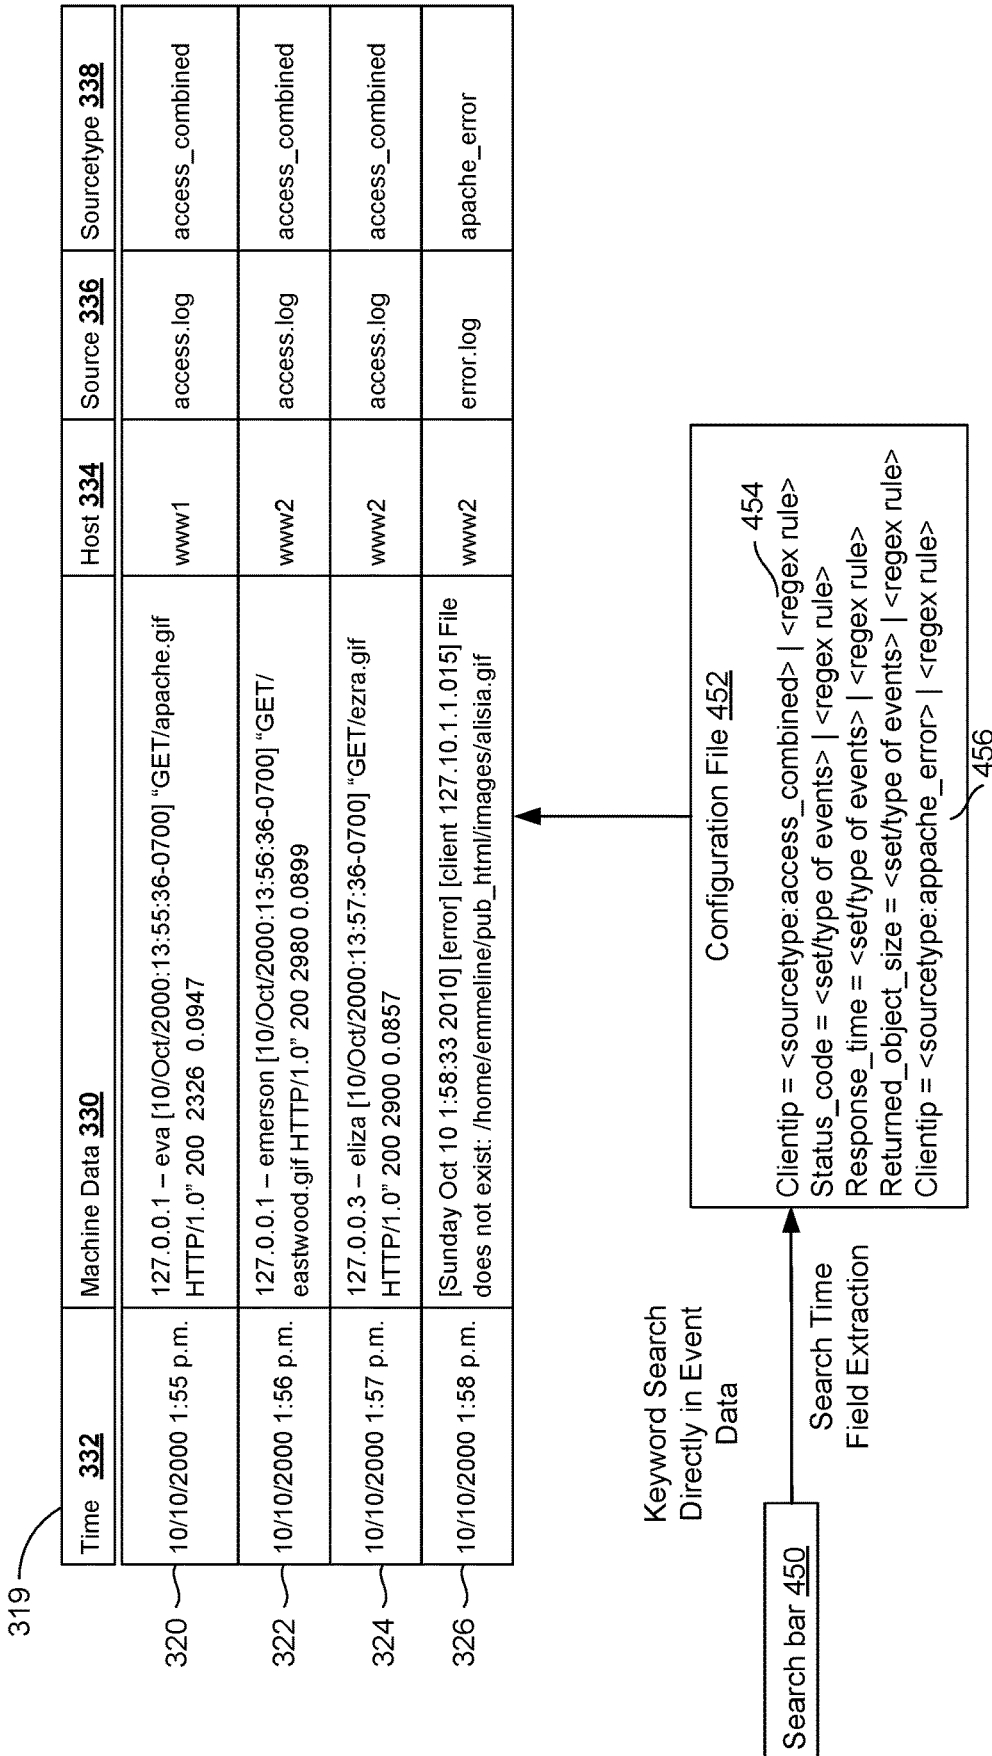 319
Time 332
Machine Data 330
Host 334
Source 336
Sourcetype 338
320
10/10/2000 1:55 p.m.
127.0.0.1 – eva [10/Oct/2000:13:55:36-0700] “GET/apache.gif
HTTP/1.0” 200 2326 0.0947
www1
access.log
access_combined
322
10/10/2000 1:56 p.m.
127.0.0.1 – emerson [10/Oct/2000:13:56:36-0700] “GET/
eastwood.gif HTTP/1.0” 200 2980 0.0899
www2
access.log
access_combined
324
10/10/2000 1:57 p.m.
127.0.0.3 – eliza [10/Oct/2000:13:57:36-0700] “GET/ezra.gif
HTTP/1.0” 200 2900 0.0857
www2
access.log
access_combined
326
10/10/2000 1:58 p.m.
[Sunday Oct 10 1:58:33 2010] [error] [client 127.10.1.1.015] File
does not exist: /home/emmeline/pub_html/images/alisia.gif
www2
error.log
apache_error
Keyword Search
Directly in Event
Data
Search bar 450
Search Time
Field Extraction
Configuration File 452
454
Clientip = <sourcetype:access_combined> | <regex rule>
Status_code = <set/type of events> | <regex rule>
Response_time = <set/type of events> | <regex rule>
Returned_object_size = <set/type of events> | <regex rule>
Clientip = <sourcetype:appache_error> | <regex rule>
456